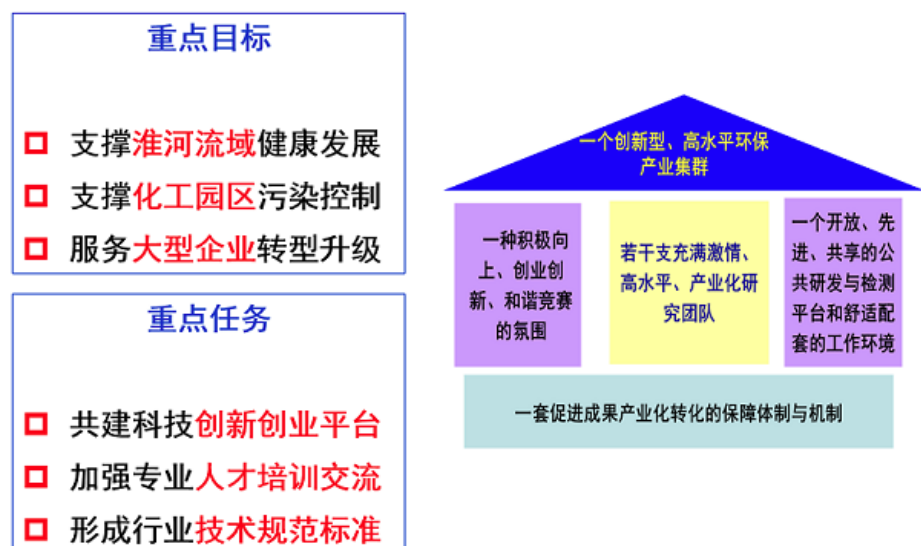 重点目标
支撑淮河流域健康发展
支撑化工园区污染控制
服务大型企业转型升级
重点任务
共建科技创新创业平台
加强专业人才培训交流
形成行业技术规范标准
一个创新型、高水平环保
产业集群
一种积极向
上、创业创
新、和谐竞赛
的氛围
若干支充满激情、
高水平、产业化研
究团队
一个开放、先
进、共享的公
共研发与检测
平台和舒适配
套的工作环境
一套促进成果产业化转化的保障体制与机制